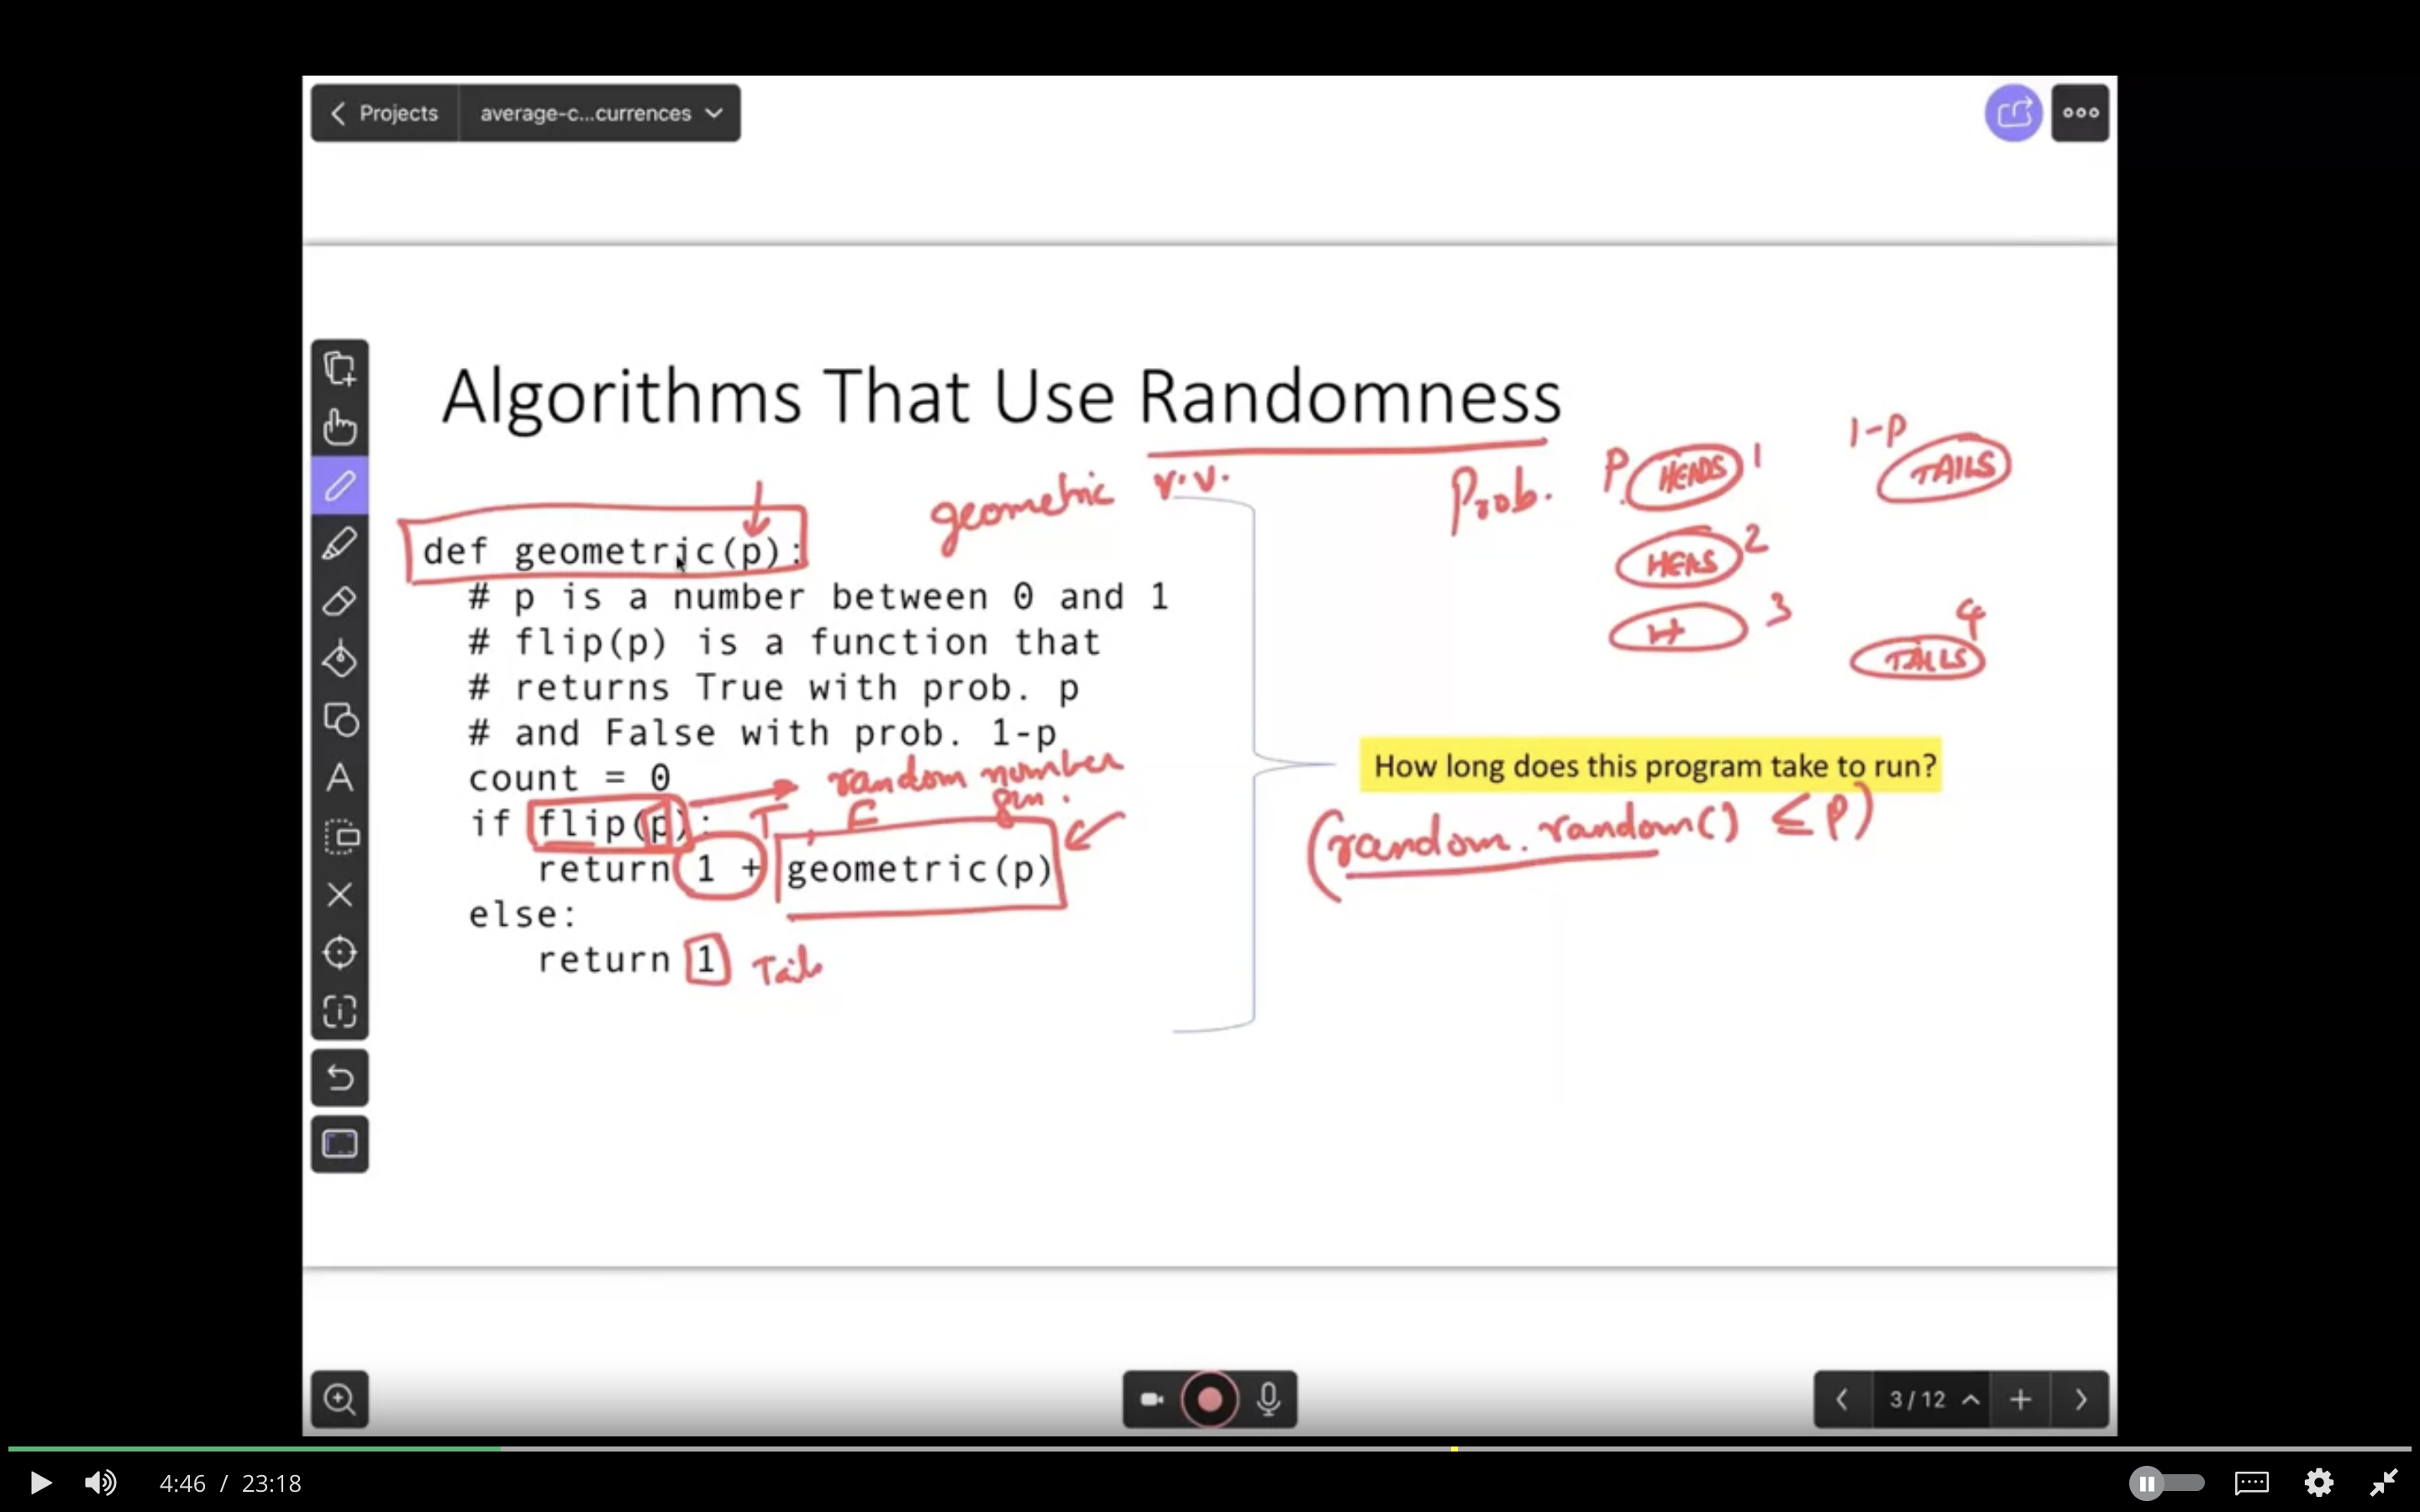 Projects average-c...currences
Algorithms That Use Randomness
geometric r.v.
Prob.
P HEADS 1
1-P
TAILS
HEAS 2
H 3
4
TAILS
def geometric(p):
# p is a number between 0 and 1
# flip(p) is a function that
# returns True with prob. p
# and False with prob. 1-p
count = 0
random number
gen.
if flip(p): T, F
return 1 + geometric(p)
else:
return 1 Tails
How long does this program take to run?
(random.random() ≤ P)
3/12
4:46 / 23:18